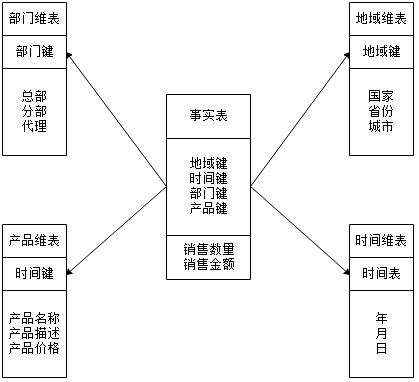 部门维表
部门键
总部
分部
代理
地域维表
地域键
国家
省份
城市
事实表
地域键
时间键
部门键
产品键
销售数量
销售金额
产品维表
时间键
产品名称
产品描述
产品价格
时间维表
时间表
年
月
日